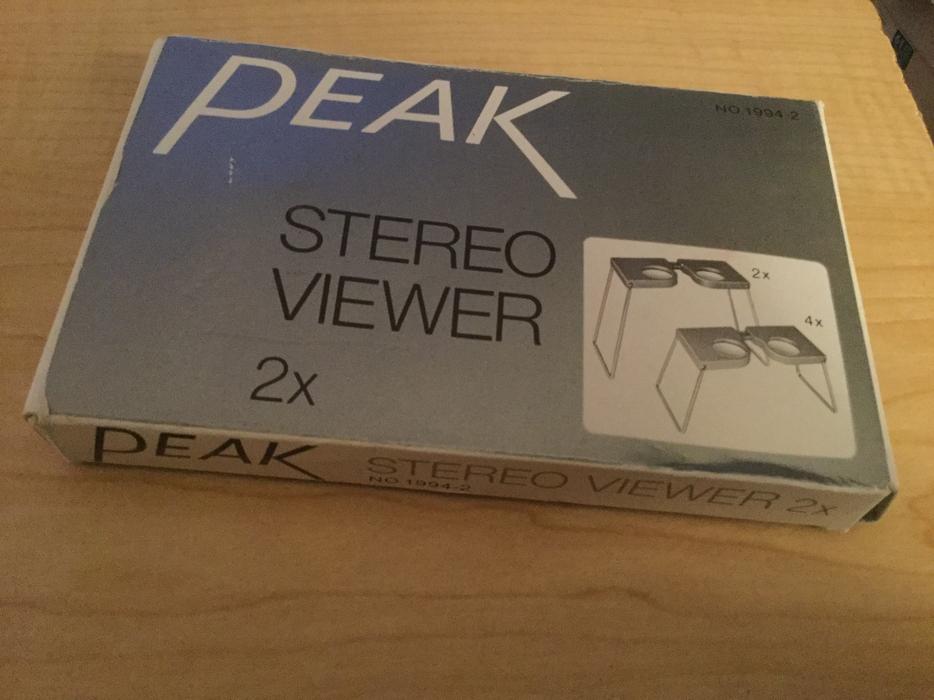 PEAK
NO.1994-2
STEREO
VIEWER
2x
2x
4x
PEAK
STEREO VIEWER 2x
NO.1994-2